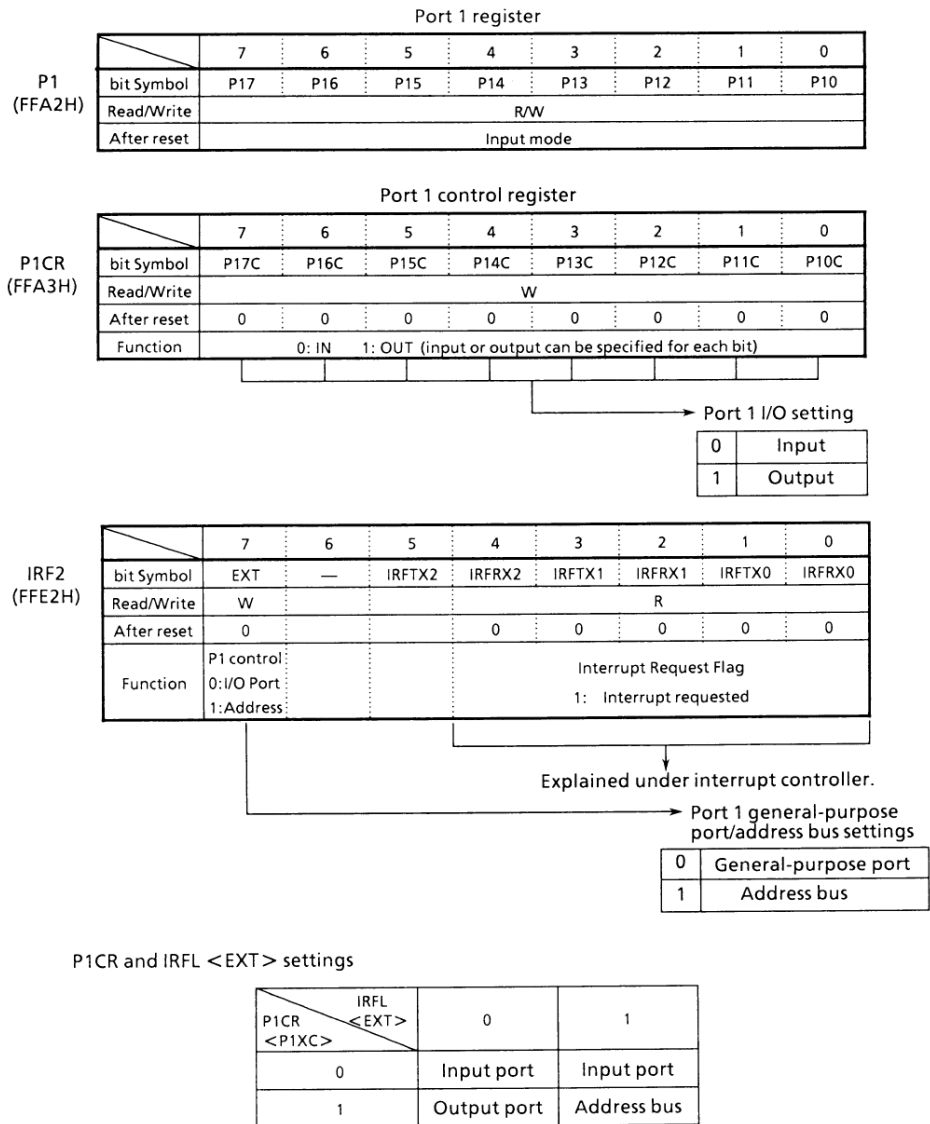 Port 1 register
7 6 5 4 3 2 1 0
P1
(FFA2H)
bit Symbol P17 P16 P15 P14 P13 P12 P11 P10
Read/Write R/W
After reset Input mode
Port 1 control register
7 6 5 4 3 2 1 0
P1CR
(FFA3H)
bit Symbol P17C P16C P15C P14C P13C P12C P11C P10C
Read/Write W
After reset 0 0 0 0 0 0 0 0
Function 0: IN 1: OUT (input or output can be specified for each bit)
Port 1 I/O setting
0 Input
1 Output
7 6 5 4 3 2 1 0
IRF2
(FFE2H)
bit Symbol EXT — IRFTX2 IRFRX2 IRFTX1 IRFRX1 IRFTX0 IRFRX0
Read/Write W R
After reset 0 0 0 0 0 0
Function
P1 control
0:I/O Port
1:Address
Interrupt Request Flag
1: Interrupt requested
Explained under interrupt controller.
Port 1 general-purpose
port/address bus settings
0 General-purpose port
1 Address bus
P1CR and IRFL <EXT> settings
IRFL
<EXT>
P1CR
<P1XC>
0 1
0 Input port Input port
1 Output port Address bus